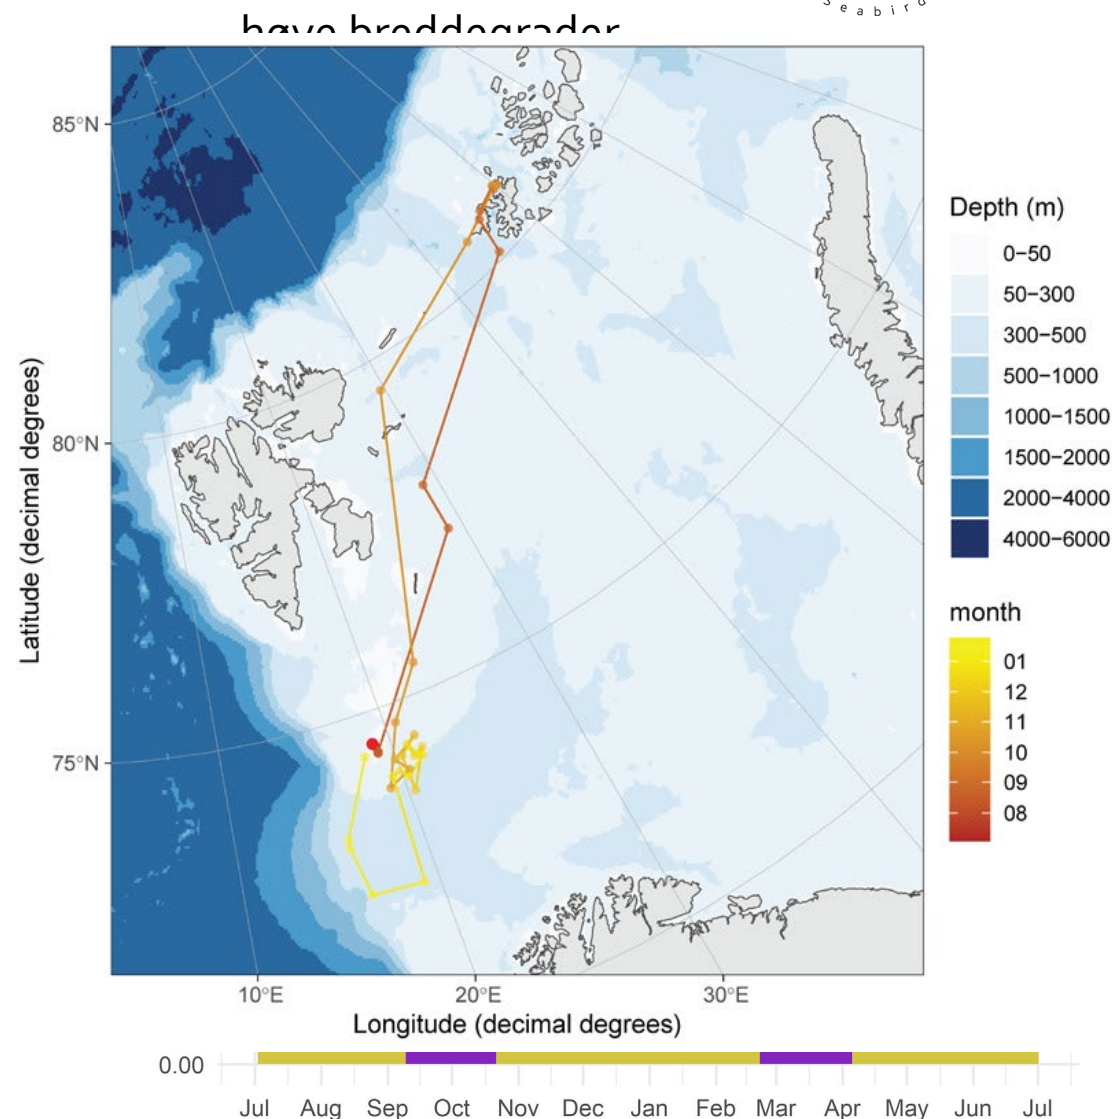 Seabird
høye breddegrader
85°N
80°N
75°N
Latitude (decimal degrees)
10°E 20°E 30°E
Longitude (decimal degrees)
Depth (m)
0−50
50−300
300−500
500−1000
1000−1500
1500−2000
2000−4000
4000−6000
month
01
12
11
10
09
08
0.00
Jul Aug Sep Oct Nov Dec Jan Feb Mar Apr May Jun Jul